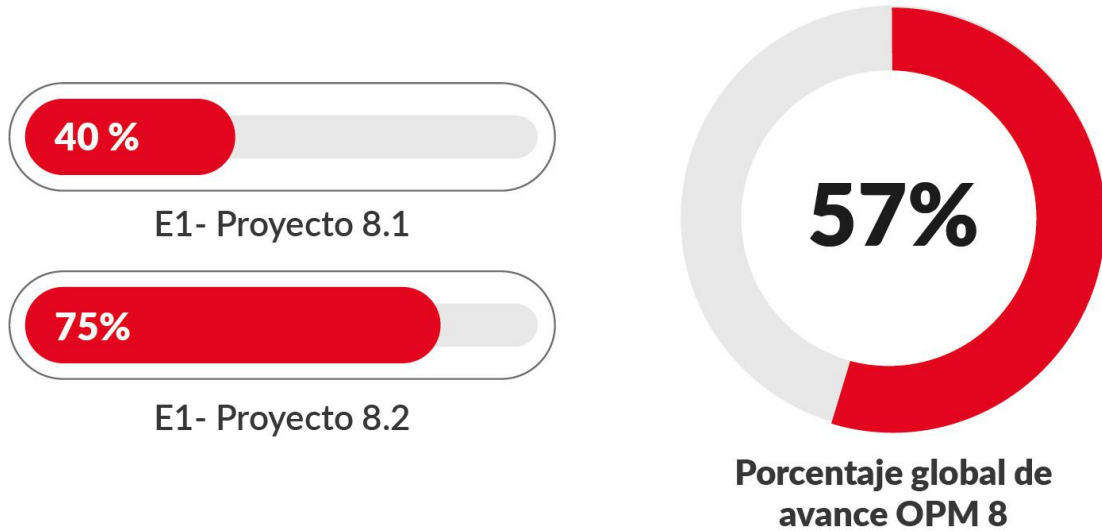 40 %
E1- Proyecto 8.1
75%
E1- Proyecto 8.2
57%
Porcentaje global de
avance OPM 8